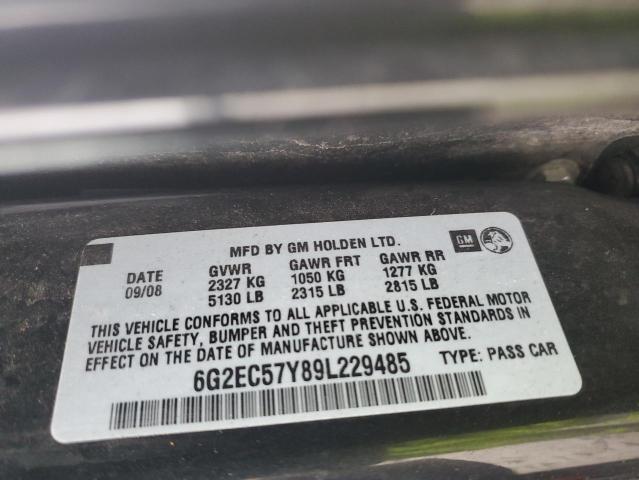 MFD BY GM HOLDEN LTD.
GM
DATE GVWR GAWR FRT GAWR RR
09/08 2327 KG 1050 KG 1277 KG
5130 LB 2315 LB 2815 LB
THIS VEHICLE CONFORMS TO ALL APPLICABLE U.S. FEDERAL MOTOR
VEHICLE SAFETY, BUMPER AND THEFT PREVENTION STANDARDS IN
EFFECT ON THE DATE OF MANUFACTURE SHOWN ABOVE.
6G2EC57Y89L229485 TYPE: PASS CAR